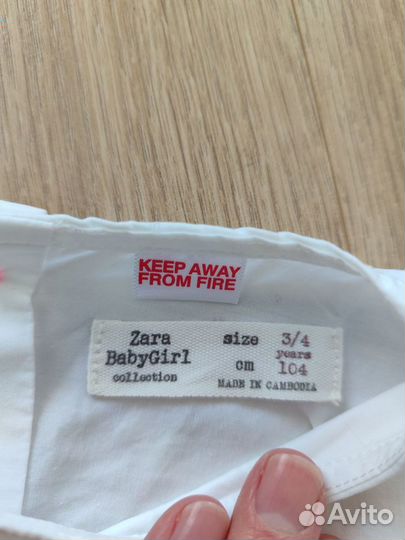 KEEP AWAY
FROM FIRE
Zara
BabyGirl
collection
size 3/4
years
cm 104
MADE IN CAMBODIA
Avito